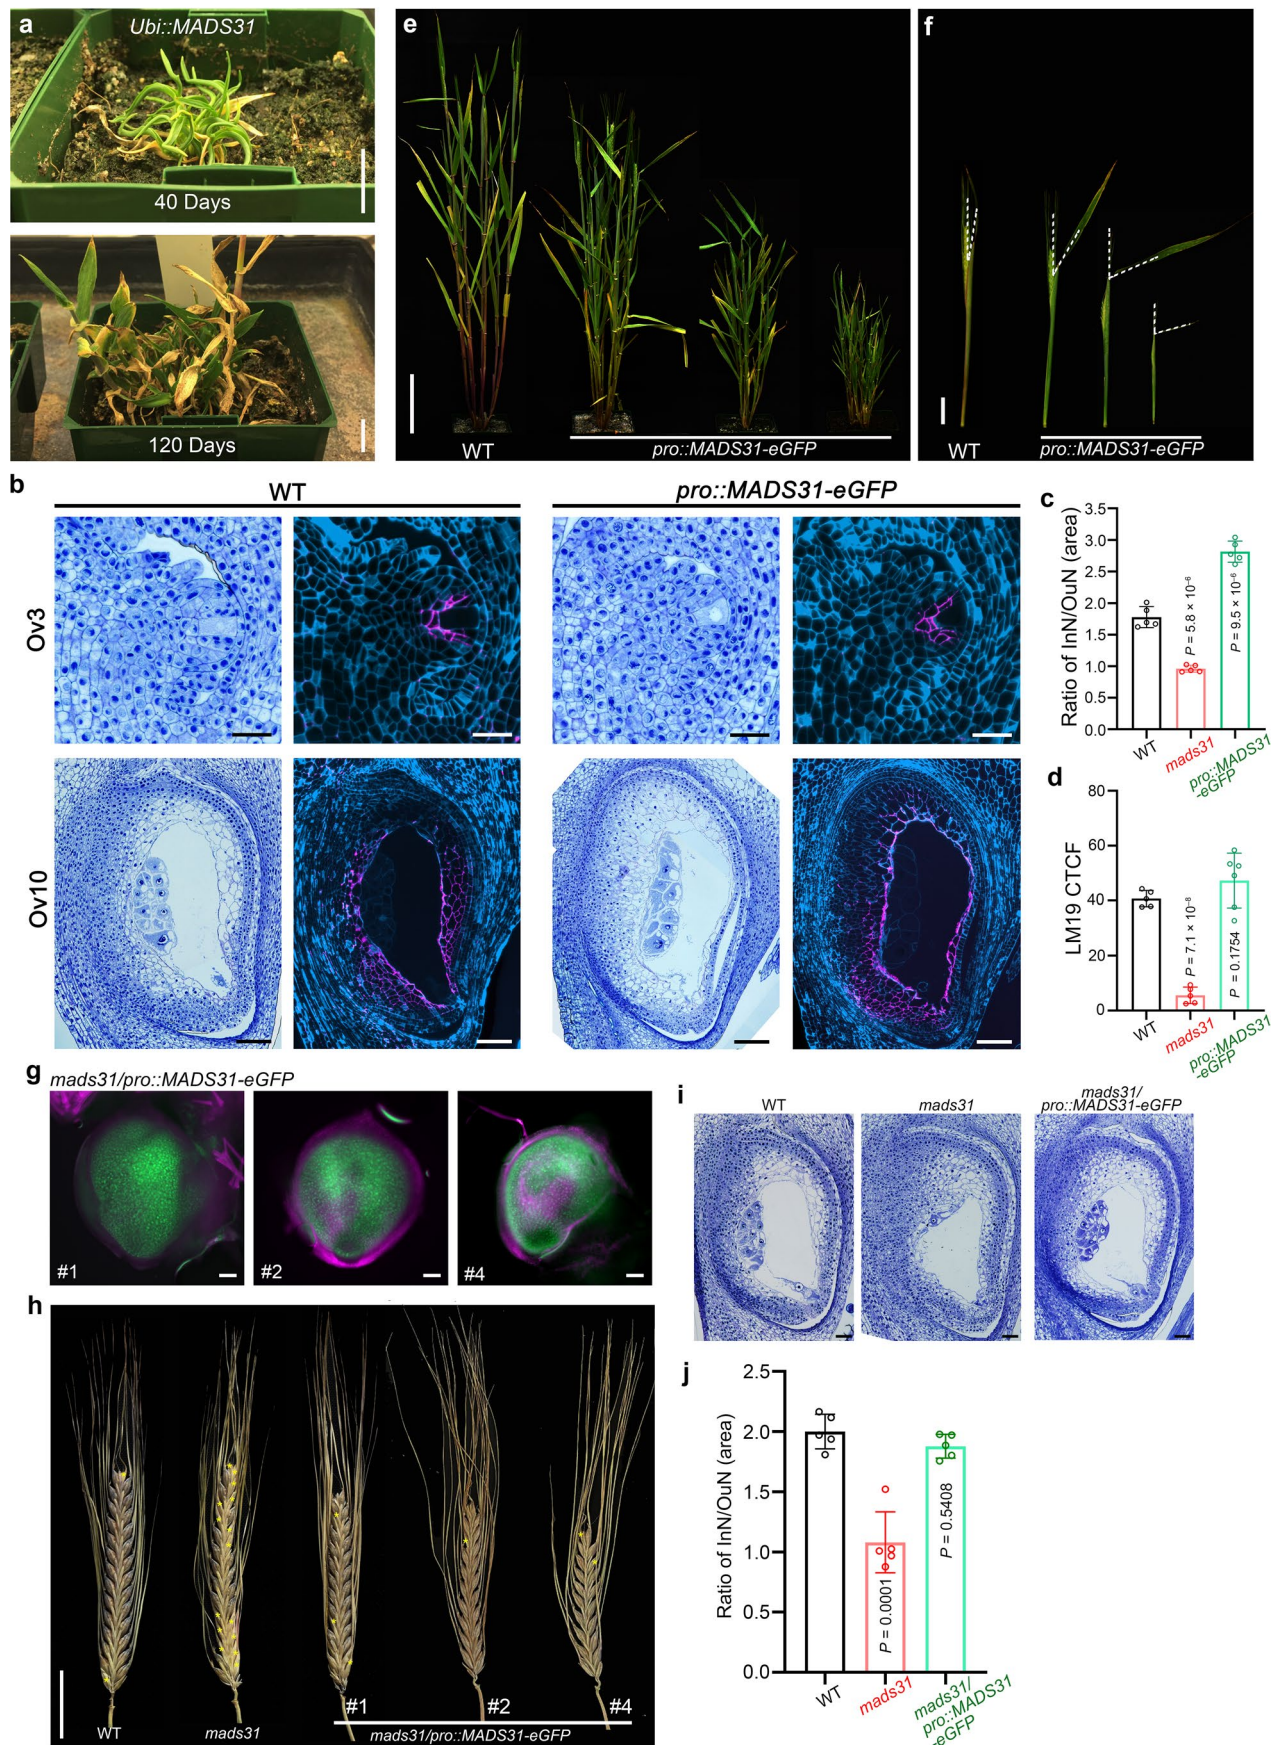 a
Ubi::MADS31
40 Days
120 Days
e
WT
pro::MADS31-eGFP
f
WT
pro::MADS31-eGFP
b
WT
pro::MADS31-eGFP
Ov3
Ov10
c
Ratio of InN/OuN (area)
3.5
3.0
2.5
2.0
1.5
1.0
0.5
0.0
P = 5.8 × 10⁻⁶
P = 9.5 × 10⁻⁶
WT
mads31
pro::MADS31
-eGFP
d
LM19 CTCF
80
60
40
20
0
P = 7.1 × 10⁻⁸
P = 0.1754
WT
mads31
pro::MADS31
-eGFP
g
mads31/pro::MADS31-eGFP
#1
#2
#4
h
WT
mads31
#1
#2
#4
mads31/pro::MADS31-eGFP
i
WT
mads31
mads31/
pro::MADS31-eGFP
j
Ratio of InN/OuN (area)
2.5
2.0
1.5
1.0
0.5
0.0
P = 0.0001
P = 0.5408
WT
mads31
mads31/
pro::MADS31
-eGFP